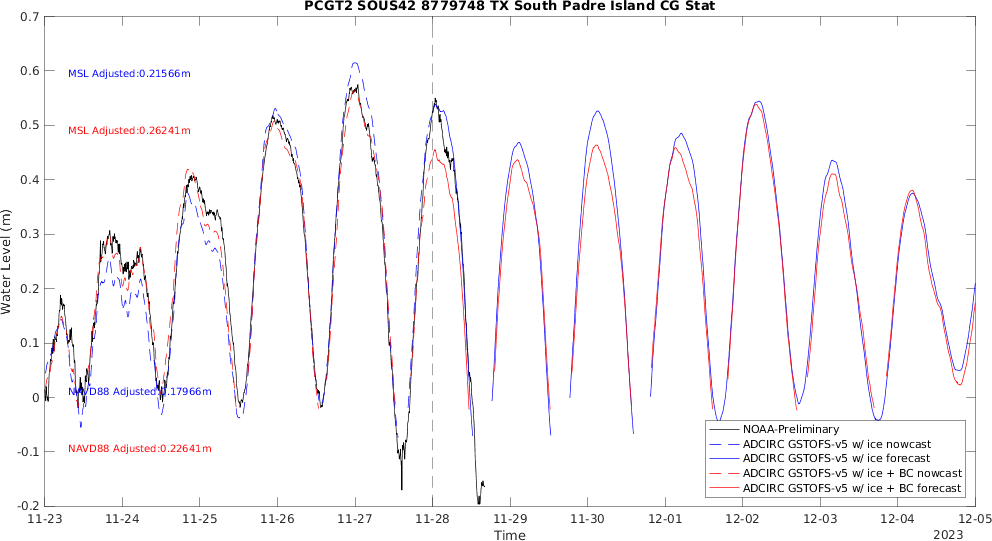 PCGT2 SOUS42 8779748 TX South Padre Island CG Stat
0.7
0.6
0.5
0.4
0.3
0.2
0.1
0
-0.1
-0.2
Water Level (m)
MSL Adjusted:0.21566m
MSL Adjusted:0.26241m
NAVD88 Adjusted:0.17966m
NAVD88 Adjusted:0.22641m
NOAA-Preliminary
ADCIRC GSTOFS-v5 w/ ice nowcast
ADCIRC GSTOFS-v5 w/ ice forecast
ADCIRC GSTOFS-v5 w/ ice + BC nowcast
ADCIRC GSTOFS-v5 w/ ice + BC forecast
11-23 11-24 11-25 11-26 11-27 11-28 11-29 11-30 12-01 12-02 12-03 12-04 12-05
Time
2023